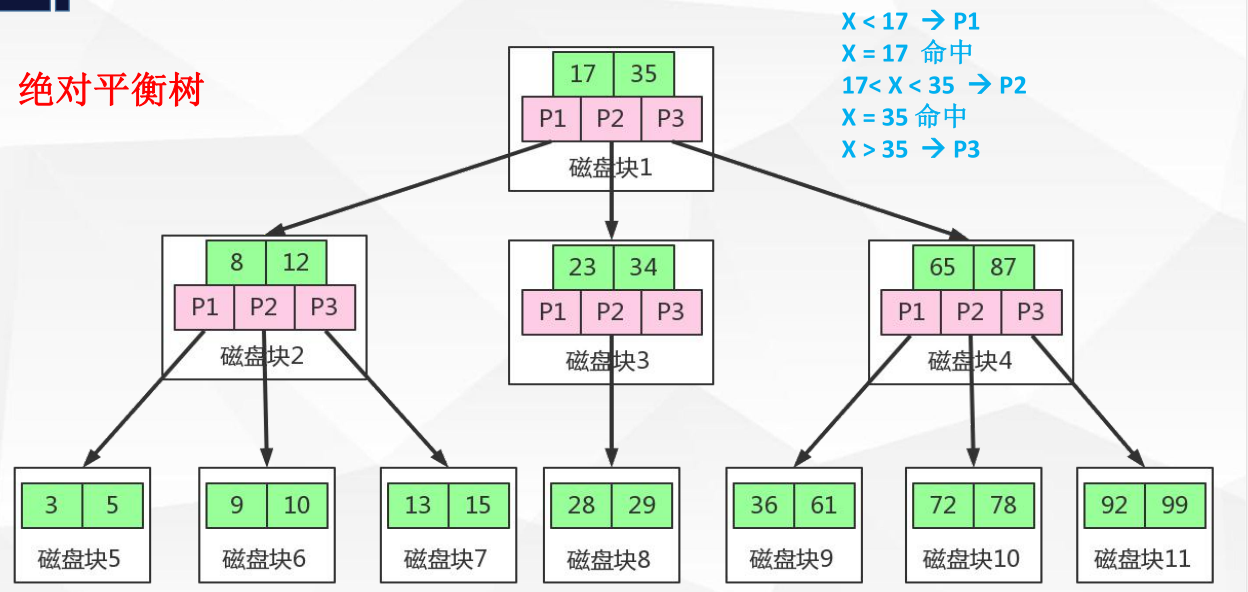 绝对平衡树
X < 17 → P1
X = 17 命中
17< X < 35 → P2
X = 35 命中
X > 35 → P3
17 35
P1 P2 P3
磁盘块1
8 12
P1 P2 P3
磁盘块2
23 34
P1 P2 P3
磁盘块3
65 87
P1 P2 P3
磁盘块4
3 5
磁盘块5
9 10
磁盘块6
13 15
磁盘块7
28 29
磁盘块8
36 61
磁盘块9
72 78
磁盘块10
92 99
磁盘块11